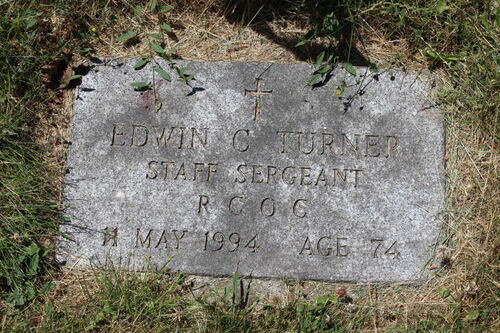 EDWIN C TURNER
STAFF SERGEANT
R C O C
11 MAY 1994 AGE 74